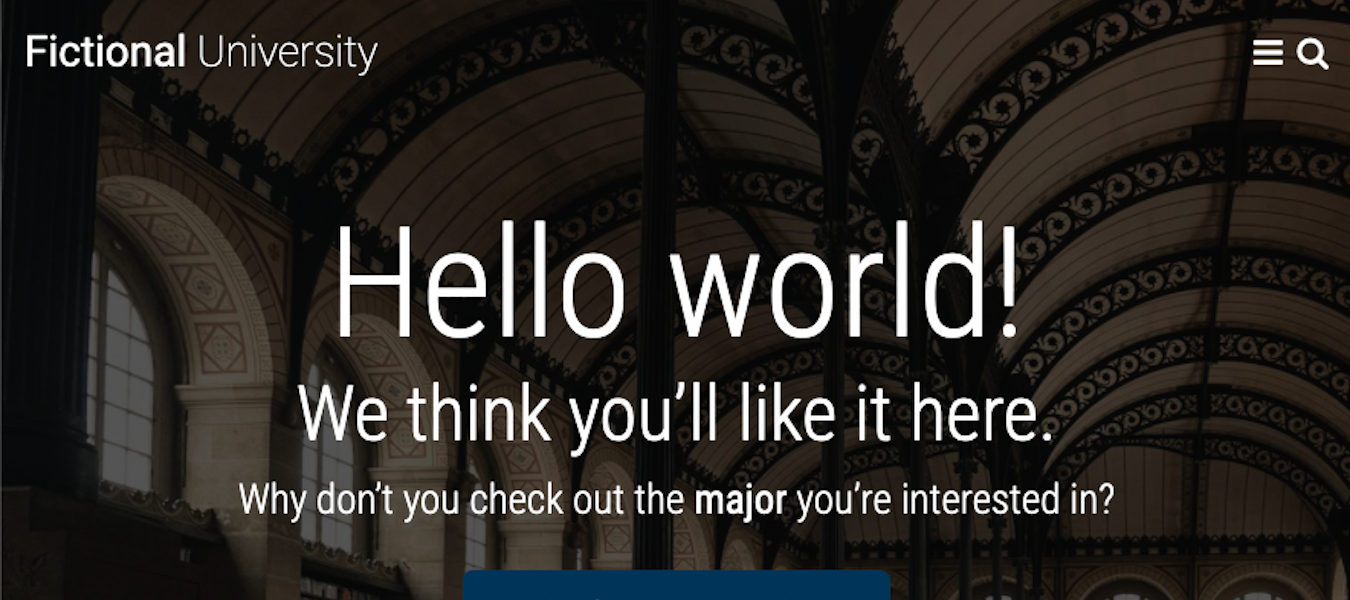 Fictional University
Hello world!
We think you’ll like it here.
Why don’t you check out the major you’re interested in?